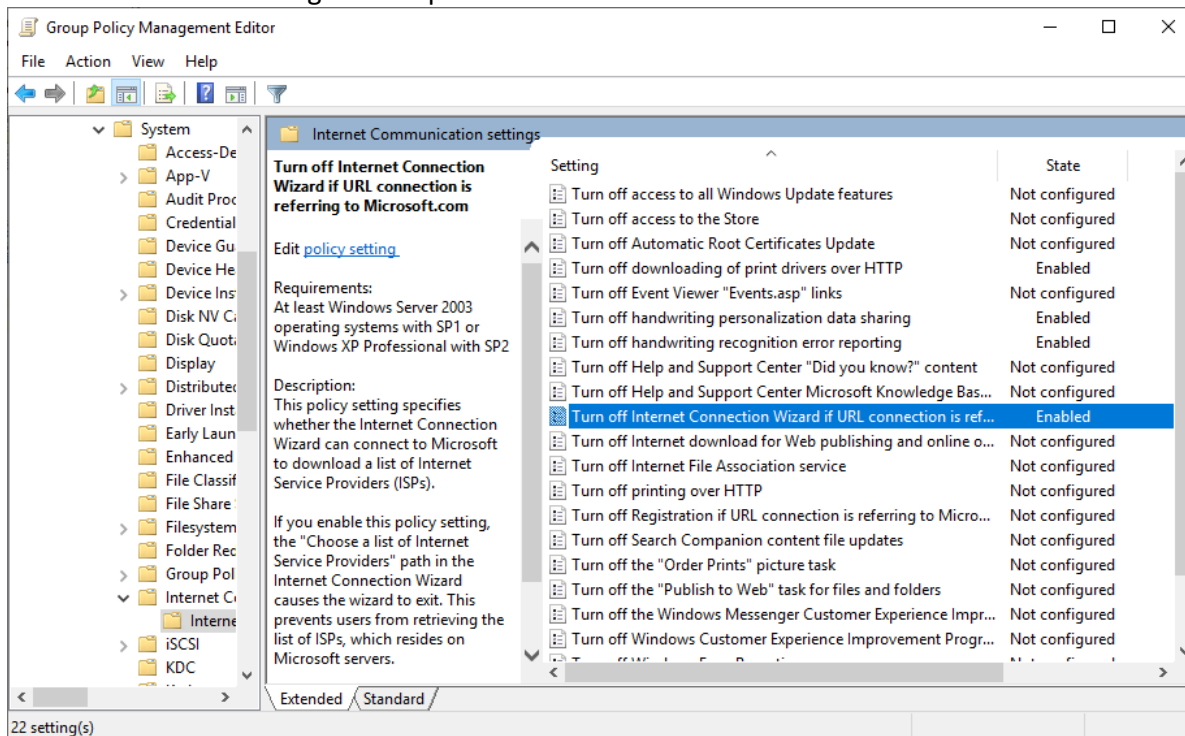 Group Policy Management Editor
File Action View Help
System
Access-De
App-V
Audit Proc
Credential
Device Gu
Device He
Device Ins
Disk NV Ca
Disk Quota
Display
Distributed
Driver Inst
Early Laun
Enhanced
File Classif
File Share
Filesystem
Folder Red
Group Pol
Internet Co
Interne
iSCSI
KDC
Internet Communication settings
Turn off Internet Connection
Wizard if URL connection is
referring to Microsoft.com
Edit policy setting
Requirements:
At least Windows Server 2003
operating systems with SP1 or
Windows XP Professional with SP2
Description:
This policy setting specifies
whether the Internet Connection
Wizard can connect to Microsoft
to download a list of Internet
Service Providers (ISPs).
If you enable this policy setting,
the "Choose a list of Internet
Service Providers" path in the
Internet Connection Wizard
causes the wizard to exit. This
prevents users from retrieving the
list of ISPs, which resides on
Microsoft servers.
Setting State
Turn off access to all Windows Update features Not configured
Turn off access to the Store Not configured
Turn off Automatic Root Certificates Update Not configured
Turn off downloading of print drivers over HTTP Enabled
Turn off Event Viewer "Events.asp" links Not configured
Turn off handwriting personalization data sharing Enabled
Turn off handwriting recognition error reporting Enabled
Turn off Help and Support Center "Did you know?" content Not configured
Turn off Help and Support Center Microsoft Knowledge Bas... Not configured
Turn off Internet Connection Wizard if URL connection is ref... Enabled
Turn off Internet download for Web publishing and online o... Not configured
Turn off Internet File Association service Not configured
Turn off printing over HTTP Not configured
Turn off Registration if URL connection is referring to Micro... Not configured
Turn off Search Companion content file updates Not configured
Turn off the "Order Prints" picture task Not configured
Turn off the "Publish to Web" task for files and folders Not configured
Turn off the Windows Messenger Customer Experience Impr... Not configured
Turn off Windows Customer Experience Improvement Progr... Not configured
Extended Standard
22 setting(s)